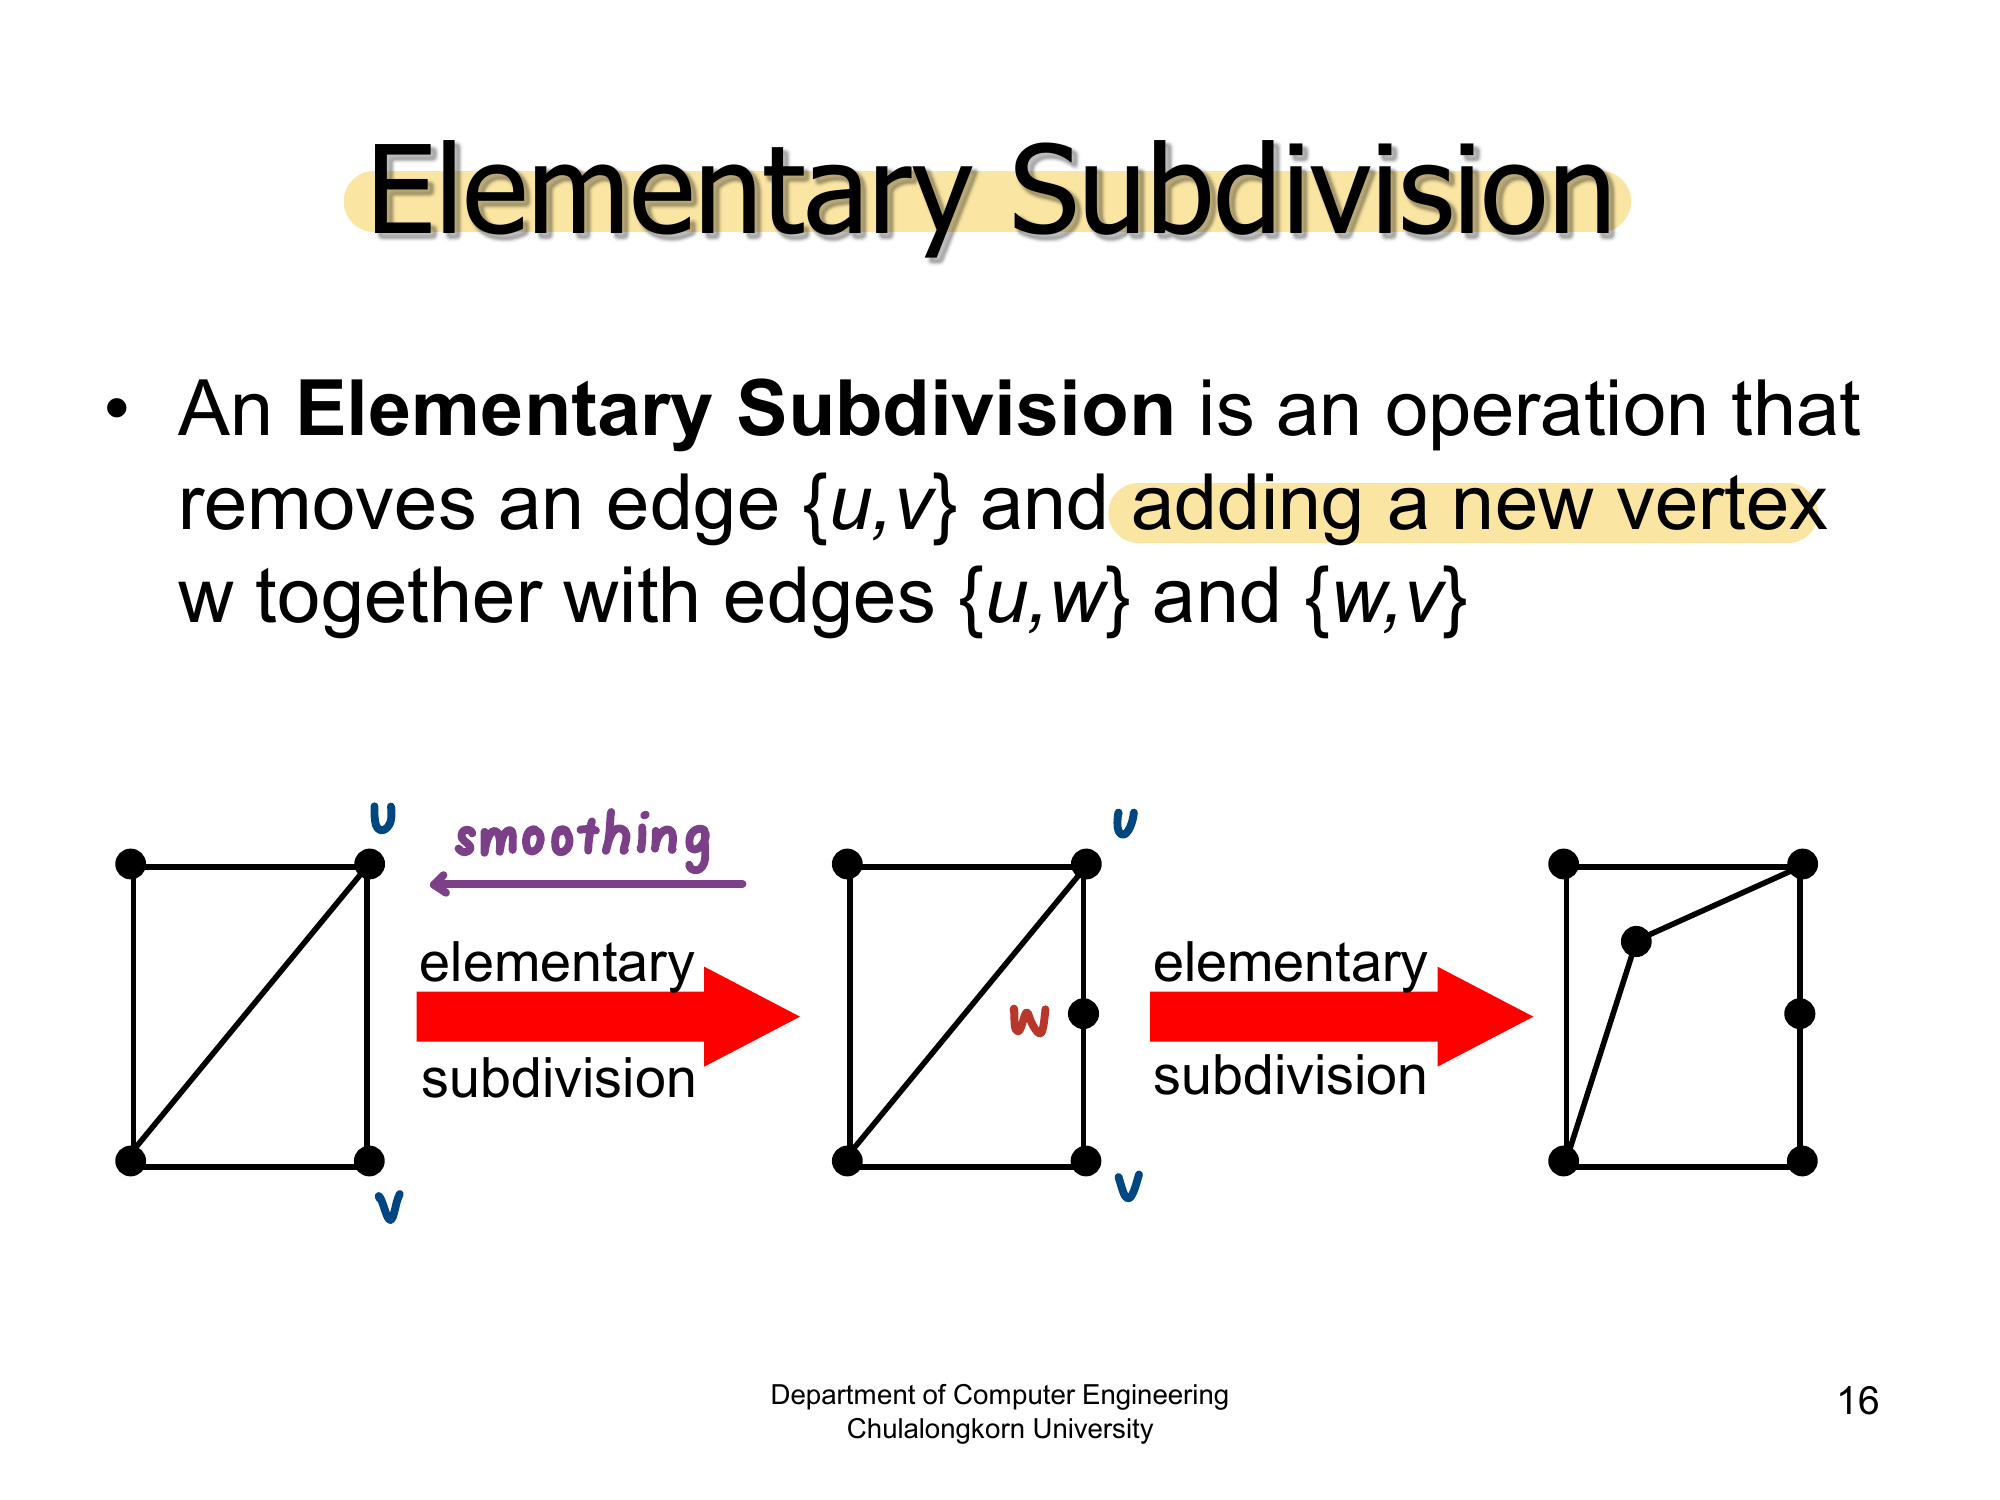 Elementary Subdivision
• An Elementary Subdivision is an operation that
removes an edge {u,v} and adding a new vertex
w together with edges {u,w} and {w,v}
u
smoothing
u
elementary
elementary
w
subdivision
subdivision
v
v
Department of Computer Engineering
Chulalongkorn University
16